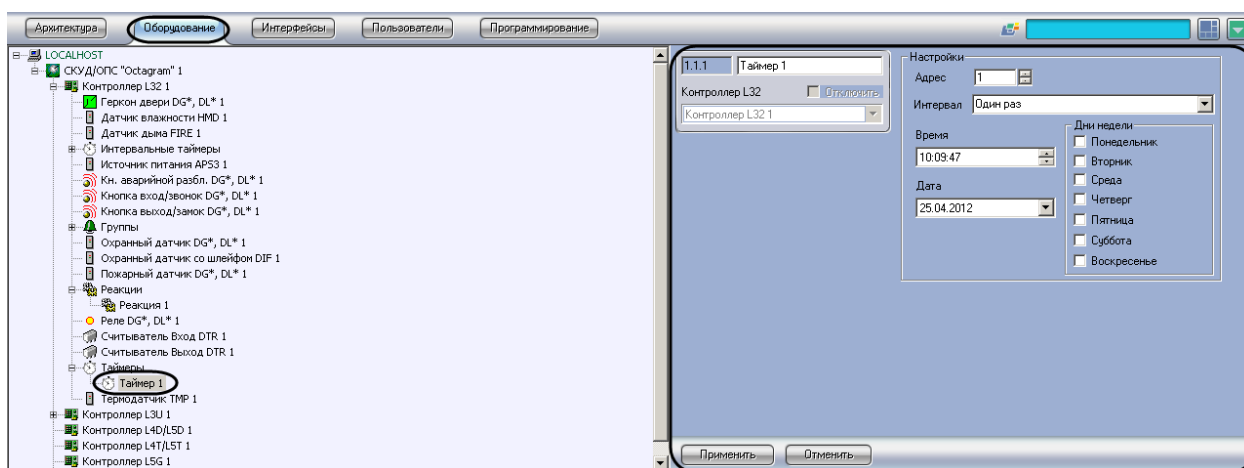 Архитектура
Оборудование
Интерфейсы
Пользователи
Программирование
LOCALHOST
СКУД/ОПС "Octagram" 1
Контроллер L32 1
Геркон двери DG*, DL* 1
Датчик влажности HMD 1
Датчик дыма FIRE 1
Интервальные таймеры
Источник питания APS3 1
Кн. аварийной разбл. DG*, DL* 1
Кнопка вход/звонок DG*, DL* 1
Кнопка выход/замок DG*, DL* 1
Группы
Охранный датчик DG*, DL* 1
Охранный датчик со шлейфом DIF 1
Пожарный датчик DG*, DL* 1
Реакции
Реакция 1
Реле DG*, DL* 1
Считыватель Вход DTR 1
Считыватель Выход DTR 1
Таймеры
Таймер 1
Термодатчик TMP 1
Контроллер L3U 1
Контроллер L4D/L5D 1
Контроллер L4T/L5T 1
Контроллер L5G 1
1.1.1
Таймер 1
Контроллер L32
Отключить
Контроллер L32 1
Настройки
Адрес
1
Интервал
Один раз
Время
10:09:47
Дата
25.04.2012
Дни недели
Понедельник
Вторник
Среда
Четверг
Пятница
Суббота
Воскресенье
Применить
Отменить